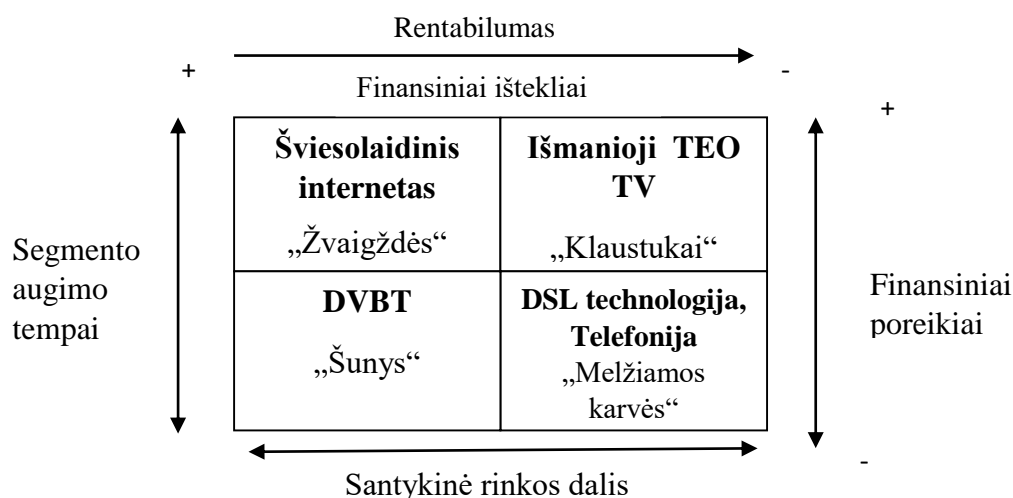 Rentabilumas
+
-
Finansiniai ištekliai
+
Šviesolaidinis
internetas
„Žvaigždės“
Išmanioji TEO
TV
„Klaustukai“
Segmento
augimo
tempai
DVBT
„Šunys“
DSL technologija,
Telefonija
„Melžiamos
karvės“
Finansiniai
poreikiai
-
Santykinė rinkos dalis